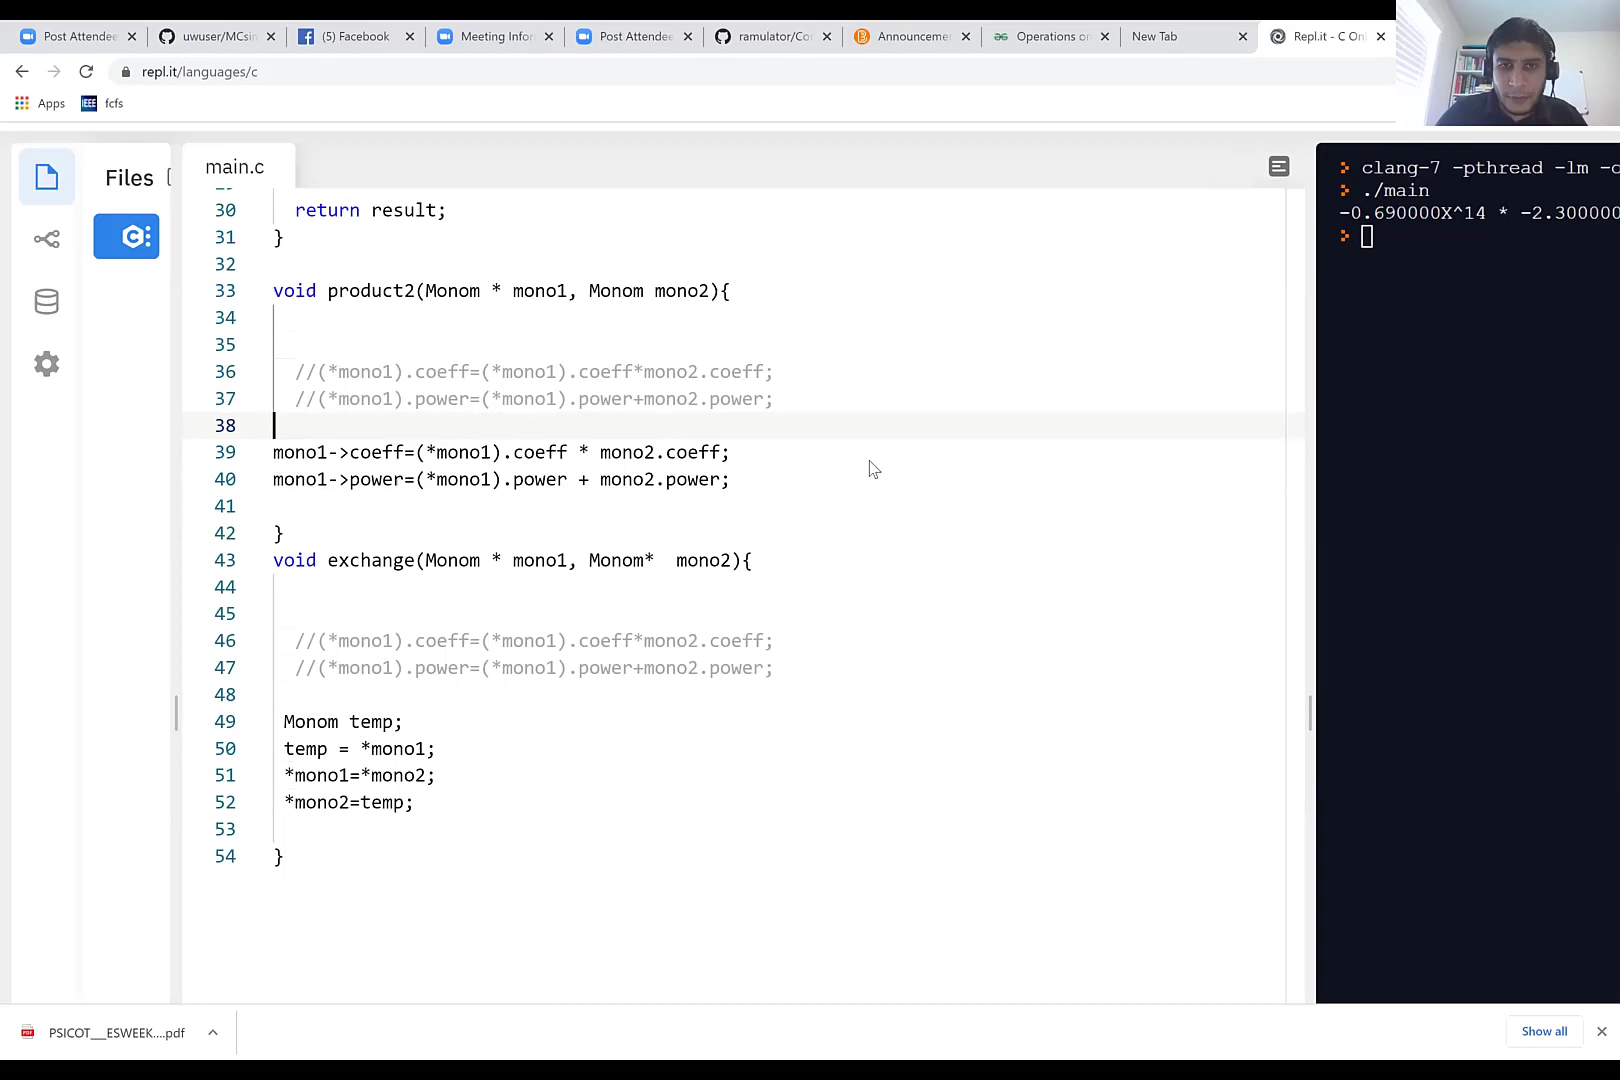 Post Attendee
uwuser/MCsin
(5) Facebook
Meeting Infor
Post Attendee
ramulator/Co
Announceme
Operations on
New Tab
Repl.it - C Onl
repl.it/languages/c
Apps
IEEE
fcfs
Files
main.c
30 return result;
31 }
32
33 void product2(Monom * mono1, Monom mono2){
34
35
36 //(*mono1).coeff=(*mono1).coeff*mono2.coeff;
37 //(*mono1).power=(*mono1).power+mono2.power;
38
39 mono1->coeff=(*mono1).coeff * mono2.coeff;
40 mono1->power=(*mono1).power + mono2.power;
41
42 }
43 void exchange(Monom * mono1, Monom*  mono2){
44
45
46 //(*mono1).coeff=(*mono1).coeff*mono2.coeff;
47 //(*mono1).power=(*mono1).power+mono2.power;
48
49 Monom temp;
50 temp = *mono1;
51 *mono1=*mono2;
52 *mono2=temp;
53
54 }
clang-7 -pthread -lm -o
./main
-0.690000X^14 * -2.300000
PSICOT__ESWEEK....pdf
Show all